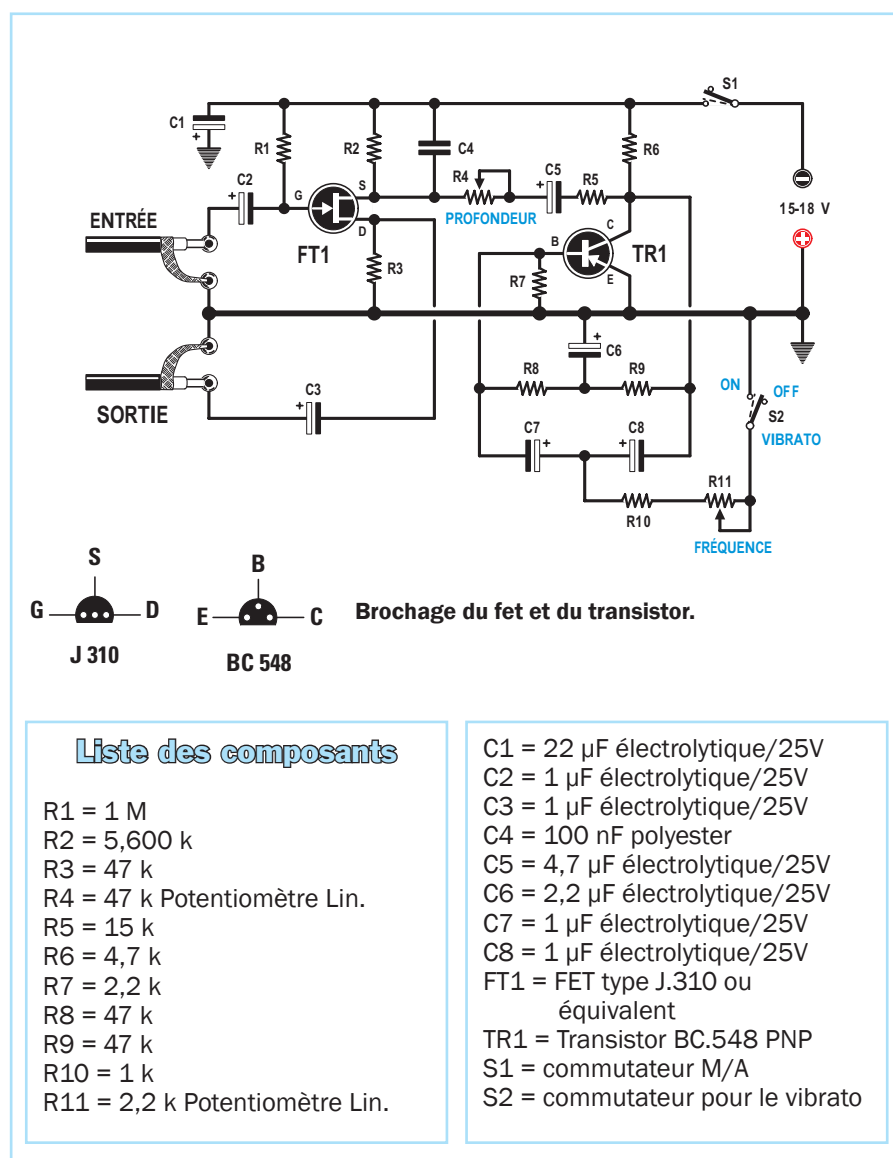 S1
C1
+
R1
R2
C4
R6
C2
+
S
R4
C5
+
R5
15-18 V
G
PROFONDEUR
ENTRÉE
D
C
FT1
B
TR1
R3
R7
E
+
C6
SORTIE
C3
+
R8
R9
ON
OFF
S2
VIBRATO
C7
+
C8
+
R11
R10
FRÉQUENCE
S
G
D
J 310
B
E
C
BC 548
Brochage du fet et du transistor.
Liste des composants
R1 = 1 M
R2 = 5,600 k
R3 = 47 k
R4 = 47 k Potentiomètre Lin.
R5 = 15 k
R6 = 4,7 k
R7 = 2,2 k
R8 = 47 k
R9 = 47 k
R10 = 1 k
R11 = 2,2 k Potentiomètre Lin.
C1 = 22 µF électrolytique/25V
C2 = 1 µF électrolytique/25V
C3 = 1 µF électrolytique/25V
C4 = 100 nF polyester
C5 = 4,7 µF électrolytique/25V
C6 = 2,2 µF électrolytique/25V
C7 = 1 µF électrolytique/25V
C8 = 1 µF électrolytique/25V
FT1 = FET type J.310 ou
équivalent
TR1 = Transistor BC.548 PNP
S1 = commutateur M/A
S2 = commutateur pour le vibrato